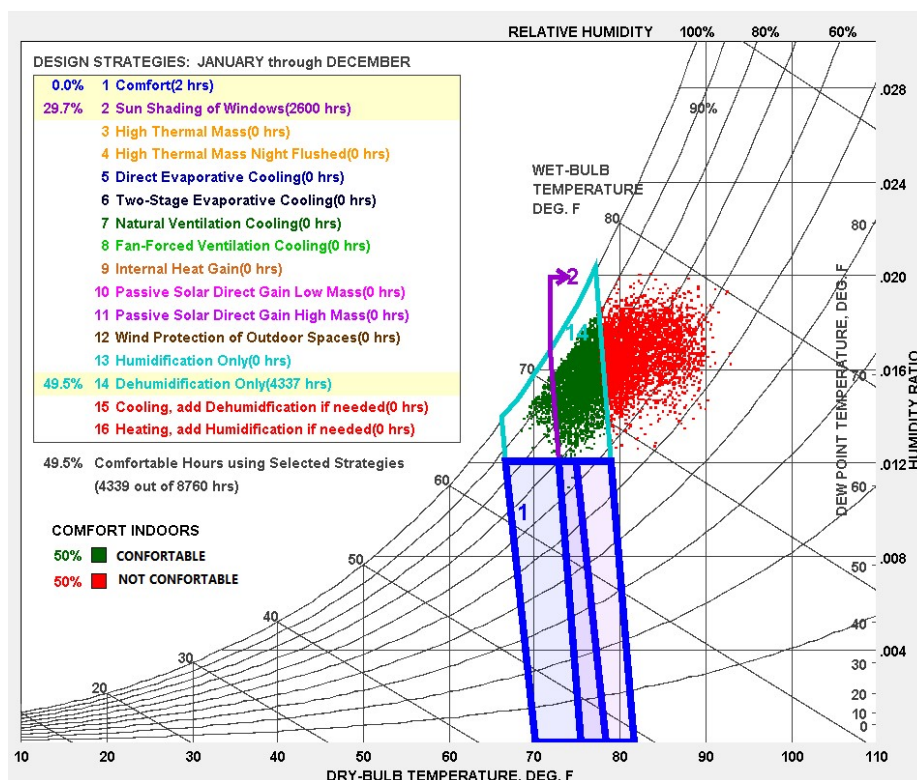 RELATIVE HUMIDITY 100% 80% 60%
DESIGN STRATEGIES: JANUARY through DECEMBER
0.0% 1 Comfort(2 hrs)
29.7% 2 Sun Shading of Windows(2600 hrs)
3 High Thermal Mass(0 hrs)
4 High Thermal Mass Night Flushed(0 hrs)
5 Direct Evaporative Cooling(0 hrs)
6 Two-Stage Evaporative Cooling(0 hrs)
7 Natural Ventilation Cooling(0 hrs)
8 Fan-Forced Ventilation Cooling(0 hrs)
9 Internal Heat Gain(0 hrs)
10 Passive Solar Direct Gain Low Mass(0 hrs)
11 Passive Solar Direct Gain High Mass(0 hrs)
12 Wind Protection of Outdoor Spaces(0 hrs)
13 Humidification Only(0 hrs)
49.5% 14 Dehumidification Only(4337 hrs)
15 Cooling, add Dehumidfication if needed(0 hrs)
16 Heating, add Humidification if needed(0 hrs)
49.5% Comfortable Hours using Selected Strategies
(4339 out of 8760 hrs)
COMFORT INDOORS
50% CONFORTABLE
50% NOT CONFORTABLE
90%
WET-BULB
TEMPERATURE
DEG. F
80
70
60
50
40
30
20
2
14
1
.028
.024
.020
.016
.012
.008
.004
HUMIDITY RATIO
80
70
60
50
40
30
20
10
0
DEW POINT TEMPERATURE, DEG. F
10 20 30 40 50 60 70 80 90 100 110
DRY-BULB TEMPERATURE, DEG. F